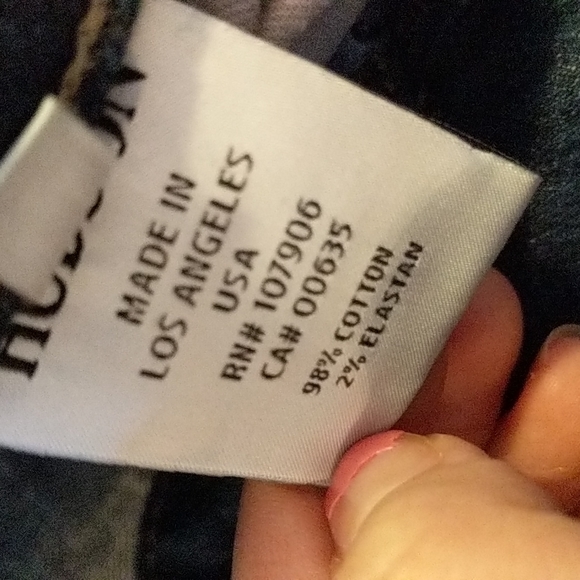 MADE IN
LOS ANGELES
USA
RN# 107906
CA# 00635
98% COTTON
2% ELASTAN